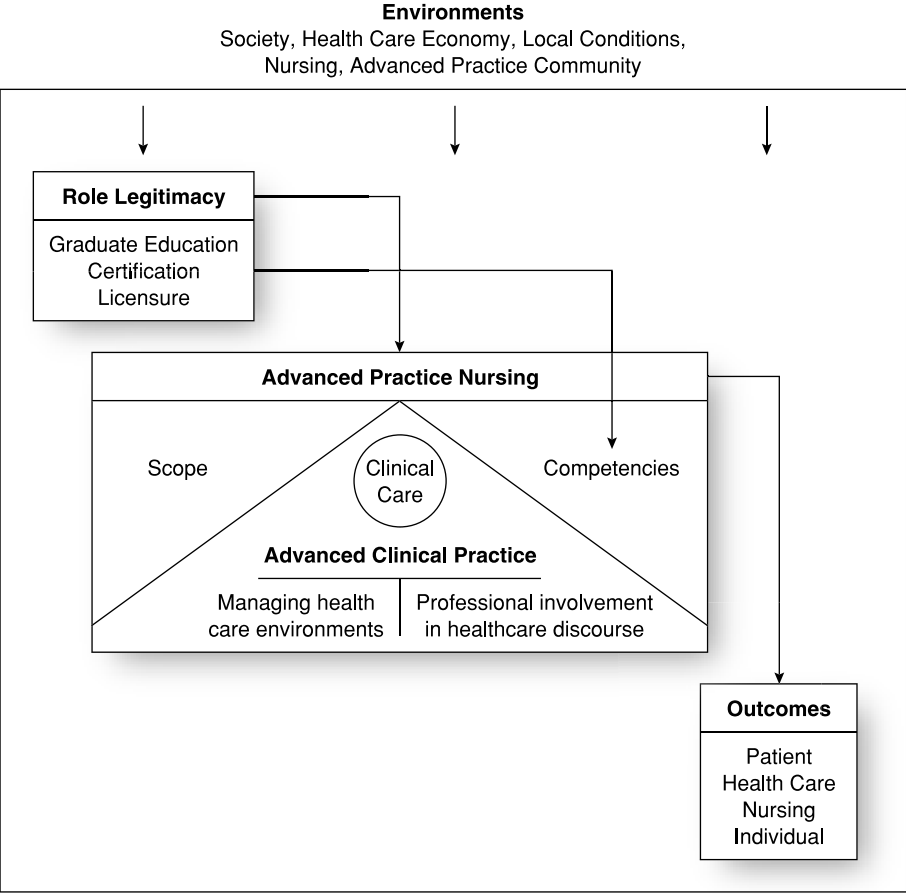 Environments
Society, Health Care Economy, Local Conditions,
Nursing, Advanced Practice Community
Role Legitimacy
Graduate Education
Certification
Licensure
Advanced Practice Nursing
Scope
Clinical
Care
Competencies
Advanced Clinical Practice
Managing health
care environments
Professional involvement
in healthcare discourse
Outcomes
Patient
Health Care
Nursing
Individual